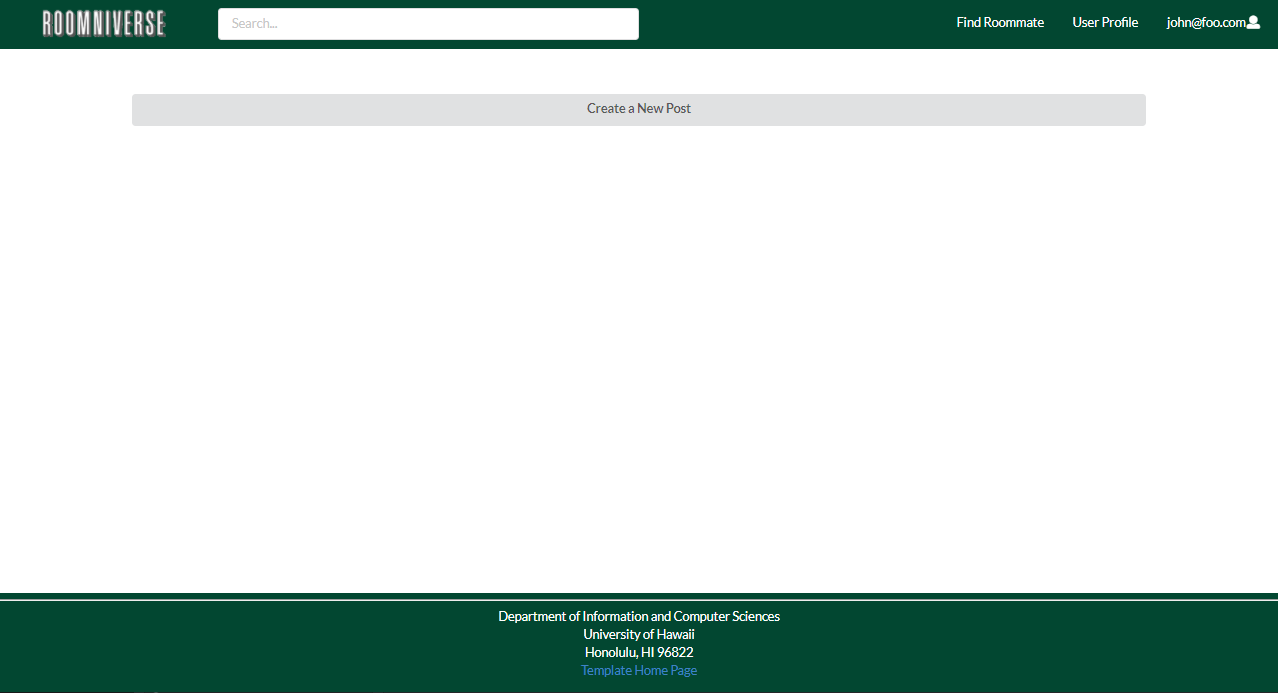 ROOMNIVERSE
Search...
Find Roommate
User Profile
john@foo.com
Create a New Post
Department of Information and Computer Sciences
University of Hawaii
Honolulu, HI 96822
Template Home Page